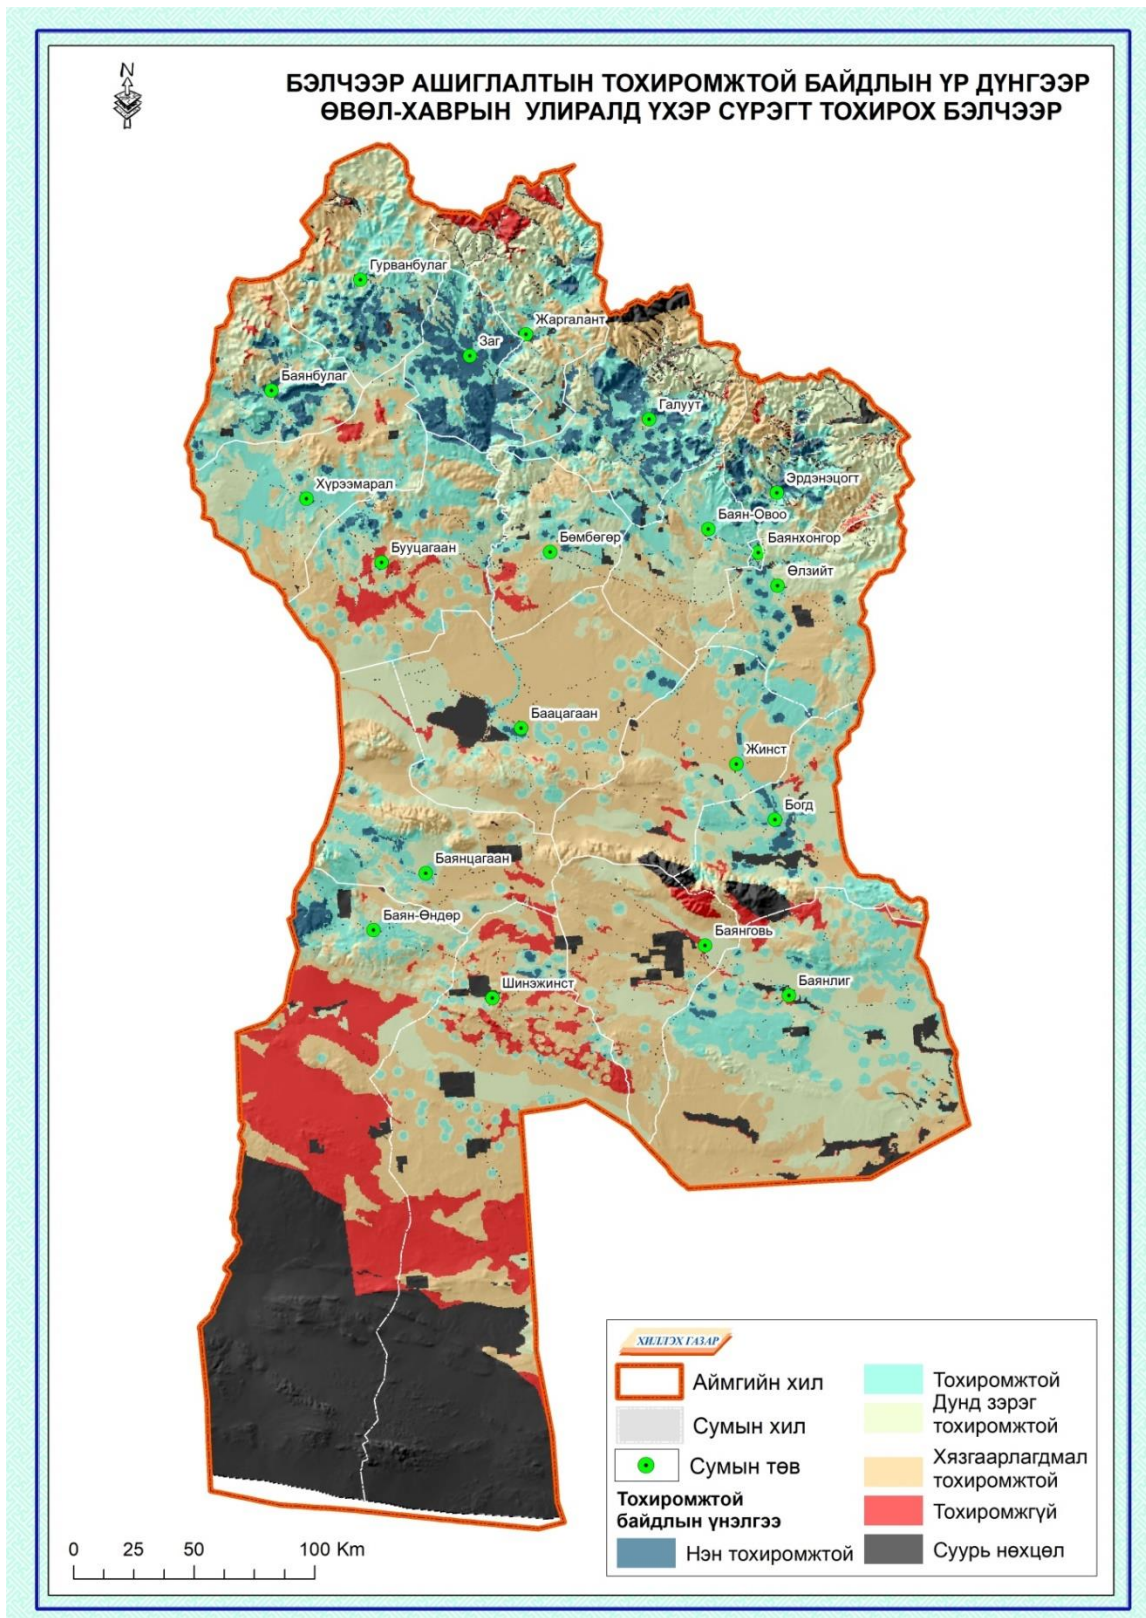 N
БЭЛЧЭЭР АШИГЛАЛТЫН ТОХИРОМЖТОЙ БАЙДЛЫН ҮР ДҮНГЭЭР
ӨВӨЛ-ХАВРЫН УЛИРАЛД ҮХЭР СҮРЭГТ ТОХИРОХ БЭЛЧЭЭР
Гурванбулаг
Жаргалант
Заг
Баянбулаг
Галуут
Эрдэнэцогт
Хүрээмарал
Баян-Овоо
Баянхонгор
Бөмбөгөр
Бууцагаан
Өлзийт
Баацагаан
Жинст
Богд
Баянцагаан
Баян-Өндөр
Баянговь
Шинэжинст
Баянлиг
ХИЛЛЭХ ГАЗАР
Аймгийн хил
Сумын хил
Сумын төв
Тохиромжтой
байдлын үнэлгээ
Нэн тохиромжтой
Тохиромжтой
Дунд зэрэг
тохиромжтой
Хязгаарлагдмал
тохиромжтой
Тохиромжгүй
Суурь нөхцөл
0 25 50 100 Km